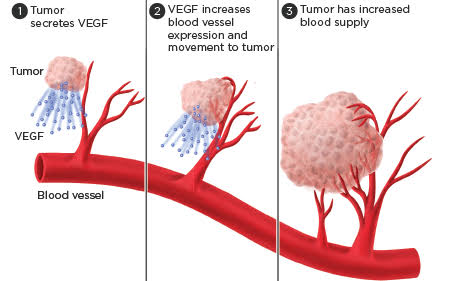 1 Tumor
secretes VEGF
2 VEGF increases
blood vessel
expression and
movement to tumor
3 Tumor has increased
blood supply
Tumor
VEGF
Blood vessel